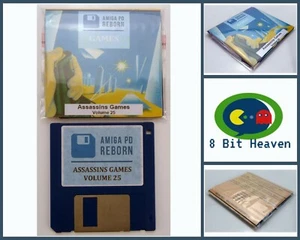 AMIGA PD
REBORN
Assassins Games
Volume 25
AMIGA PD
REBORN
ASSASSINS GAMES
VOLUME 25
8 Bit Heaven